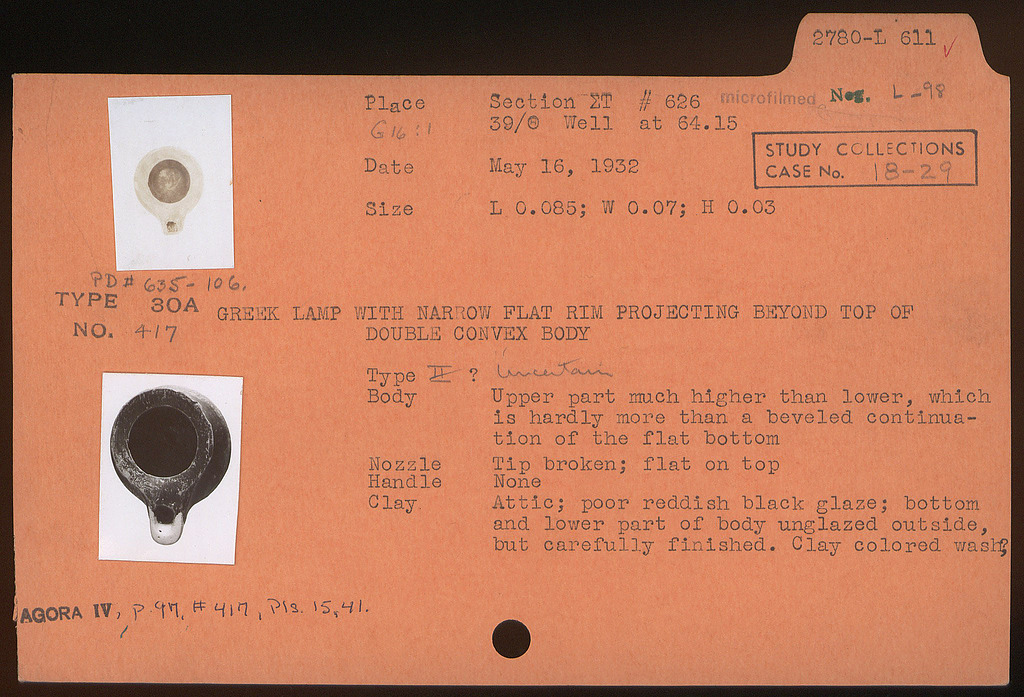 2780-L 611 ✓
Place Section ΣT # 626 microfilmed Neg. L-98
G16:1 39/Θ Well at 64.15
STUDY COLLECTIONS
CASE No. 18-29
Date May 16, 1932
Size L 0.085; W 0.07; H 0.03
PD# 635-106.
TYPE 30A
NO. 417
GREEK LAMP WITH NARROW FLAT RIM PROJECTING BEYOND TOP OF
DOUBLE CONVEX BODY
Type II ? Uncertain
Body Upper part much higher than lower, which
is hardly more than a beveled continua-
tion of the flat bottom
Nozzle Tip broken; flat on top
Handle None
Clay Attic; poor reddish black glaze; bottom
and lower part of body unglazed outside,
but carefully finished. Clay colored wash?
AGORA IV, p. 97, # 417, Pls. 15, 41.